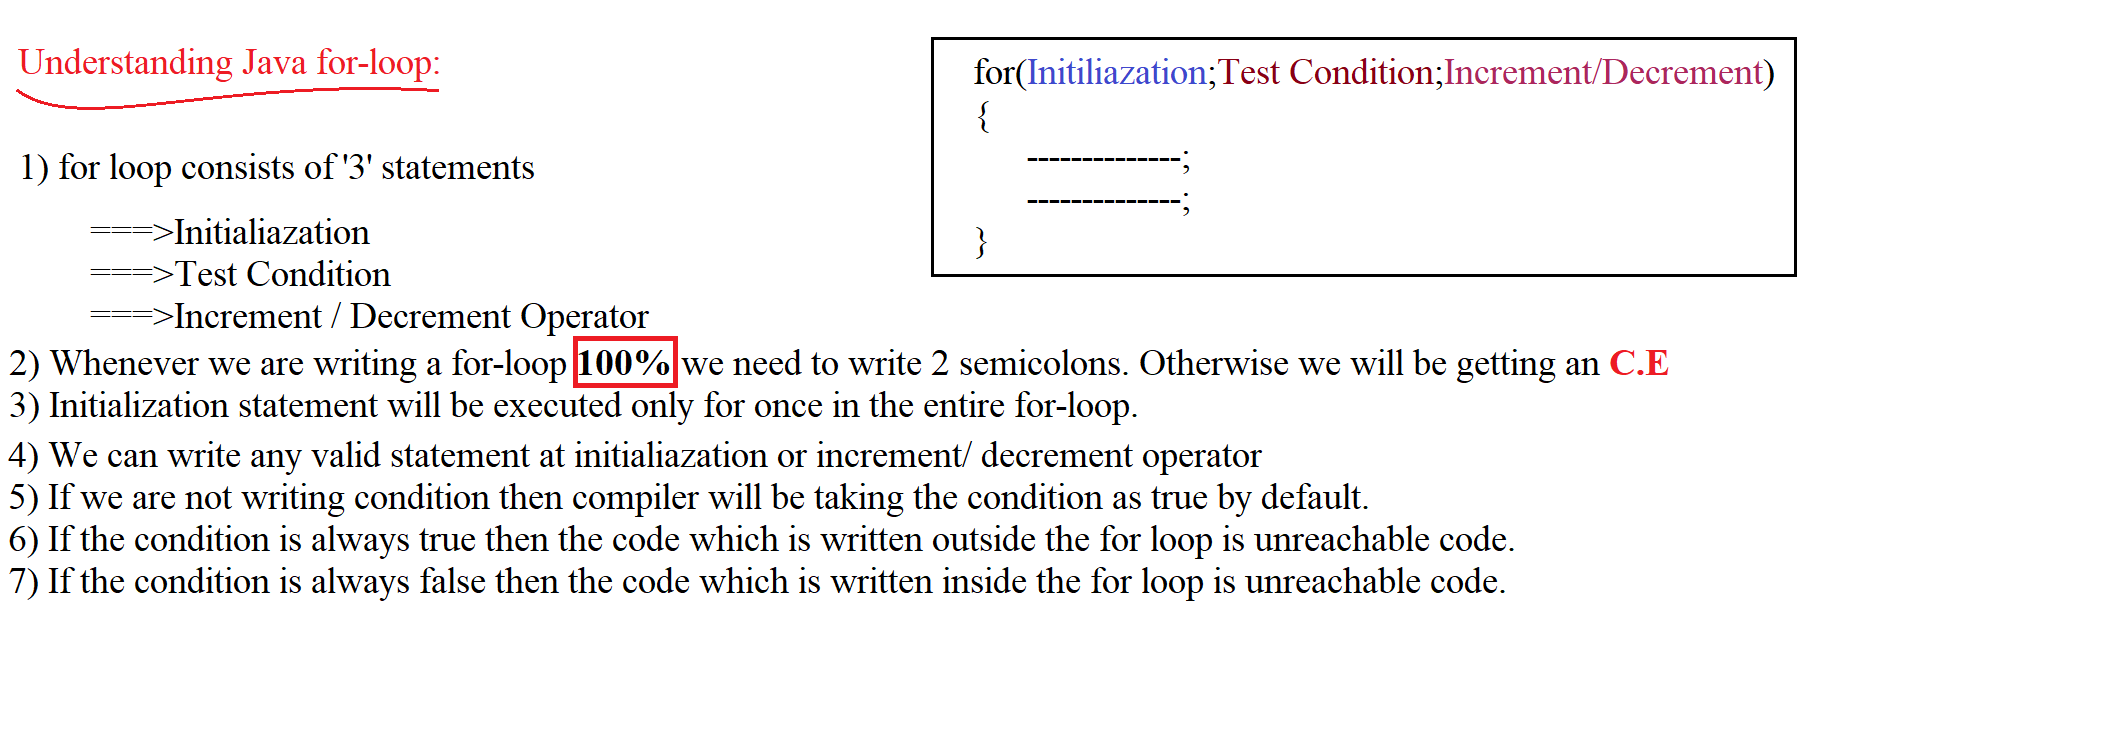 Understanding Java for-loop:
for(Initiliazation;Test Condition;Increment/Decrement)
{
--------------;
--------------;
}
1) for loop consists of '3' statements
===>Initialiazation
===>Test Condition
===>Increment / Decrement Operator
2) Whenever we are writing a for-loop 100% we need to write 2 semicolons. Otherwise we will be getting an C.E
3) Initialization statement will be executed only for once in the entire for-loop.
4) We can write any valid statement at initialiazation or increment/ decrement operator
5) If we are not writing condition then compiler will be taking the condition as true by default.
6) If the condition is always true then the code which is written outside the for loop is unreachable code.
7) If the condition is always false then the code which is written inside the for loop is unreachable code.